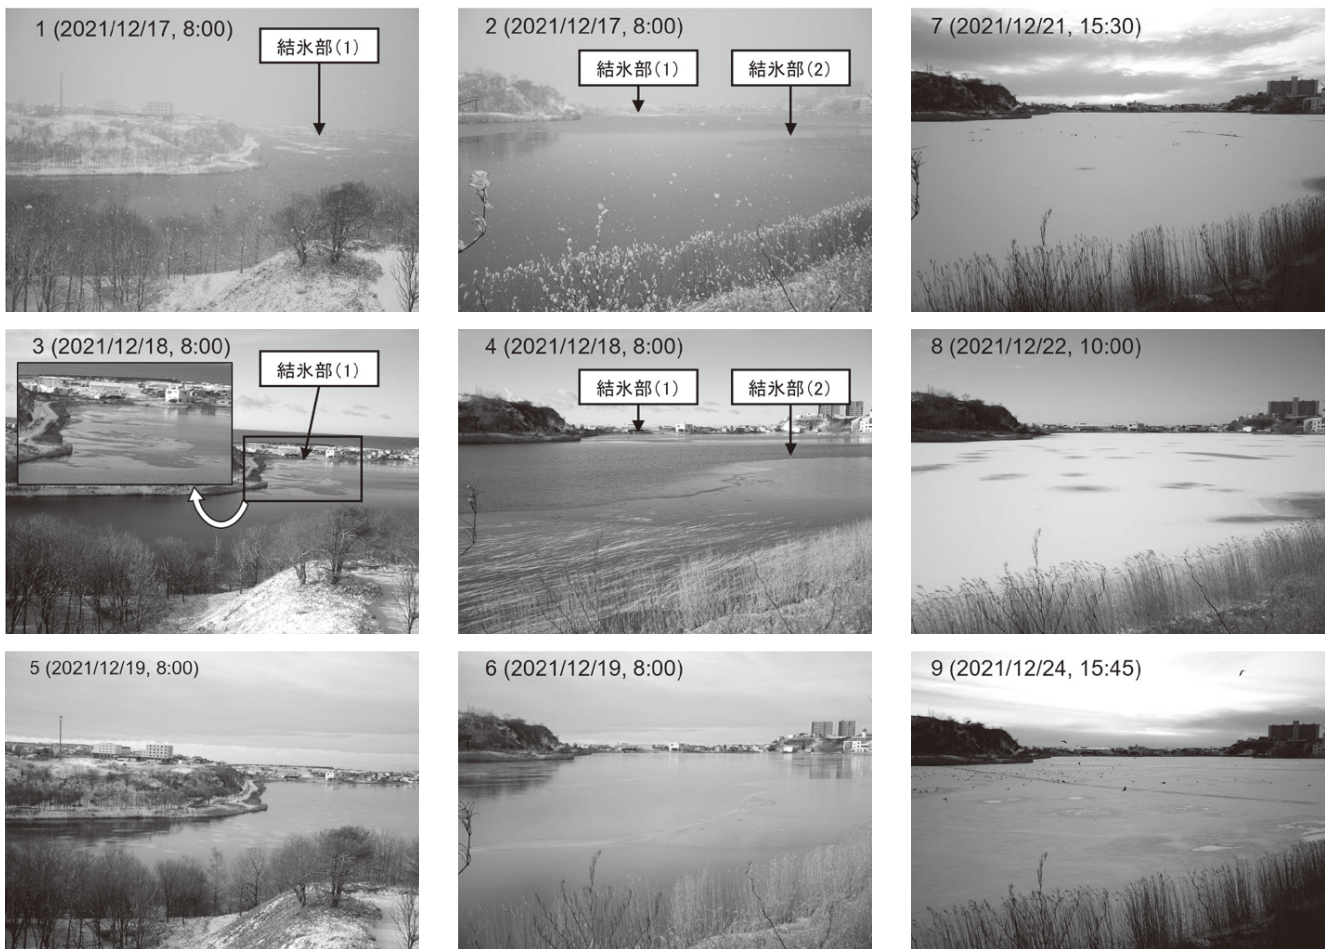 1 (2021/12/17, 8:00)
結氷部(1)
2 (2021/12/17, 8:00)
結氷部(1)
結氷部(2)
7 (2021/12/21, 15:30)
3 (2021/12/18, 8:00)
結氷部(1)
4 (2021/12/18, 8:00)
結氷部(1)
結氷部(2)
8 (2021/12/22, 10:00)
5 (2021/12/19, 8:00)
6 (2021/12/19, 8:00)
9 (2021/12/24, 15:45)